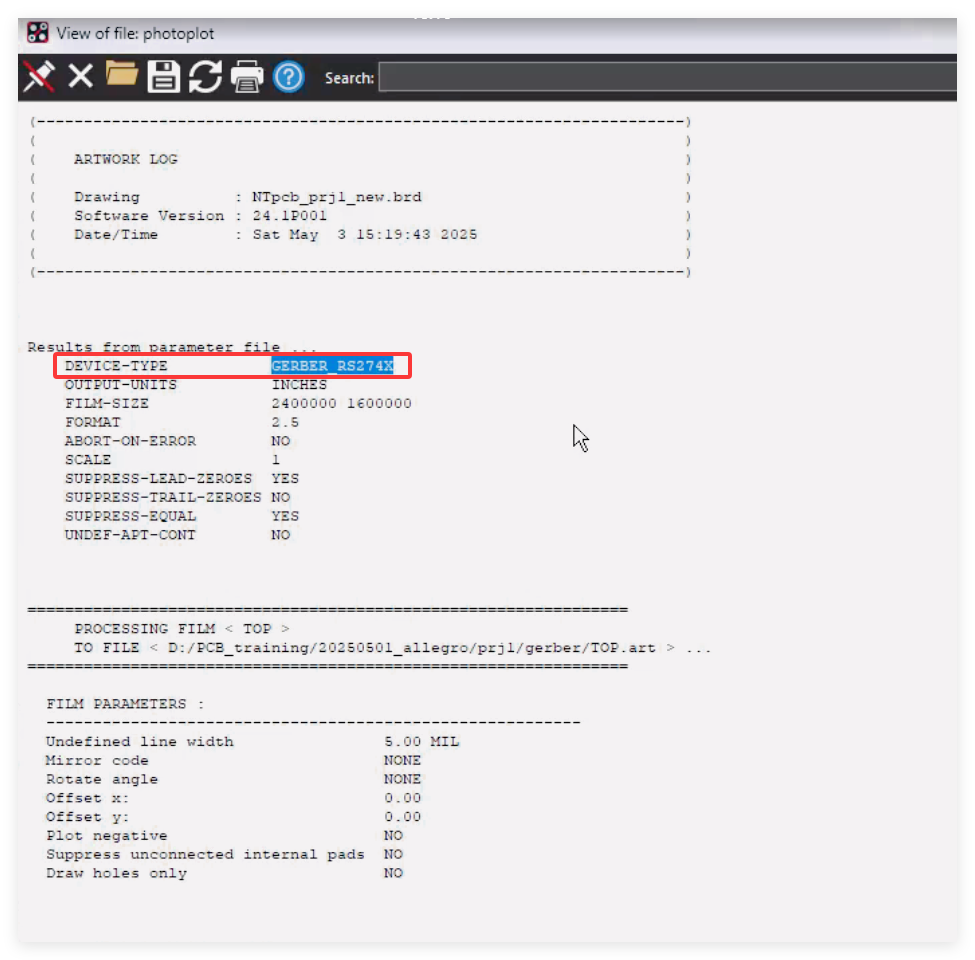 View of file: photoplot
Search:
(---------------------------------------------------------------------)
(                                                                     )
(    ARTWORK LOG                                                      )
(                                                                     )
(    Drawing          : NTpcb_prj1_new.brd                            )
(    Software Version : 24.1P001                                      )
(    Date/Time        : Sat May  3 15:19:43 2025                      )
(                                                                     )
(---------------------------------------------------------------------)
Results from parameter file ...
DEVICE-TYPE           GERBER_RS274X
OUTPUT-UNITS          INCHES
FILM-SIZE             2400000 1600000
FORMAT                2.5
ABORT-ON-ERROR        NO
SCALE                 1
SUPPRESS-LEAD-ZEROES  YES
SUPPRESS-TRAIL-ZEROES NO
SUPPRESS-EQUAL        YES
UNDEF-APT-CONT        NO
================================================================
PROCESSING FILM < TOP >
TO FILE < D:/PCB_training/20250501_allegro/prj1/gerber/TOP.art > ...
================================================================
FILM PARAMETERS :
---------------------------------------------------------
Undefined line width                5.00 MIL
Mirror code                         NONE
Rotate angle                        NONE
Offset x:                           0.00
Offset y:                           0.00
Plot negative                       NO
Suppress unconnected internal pads  NO
Draw holes only                     NO